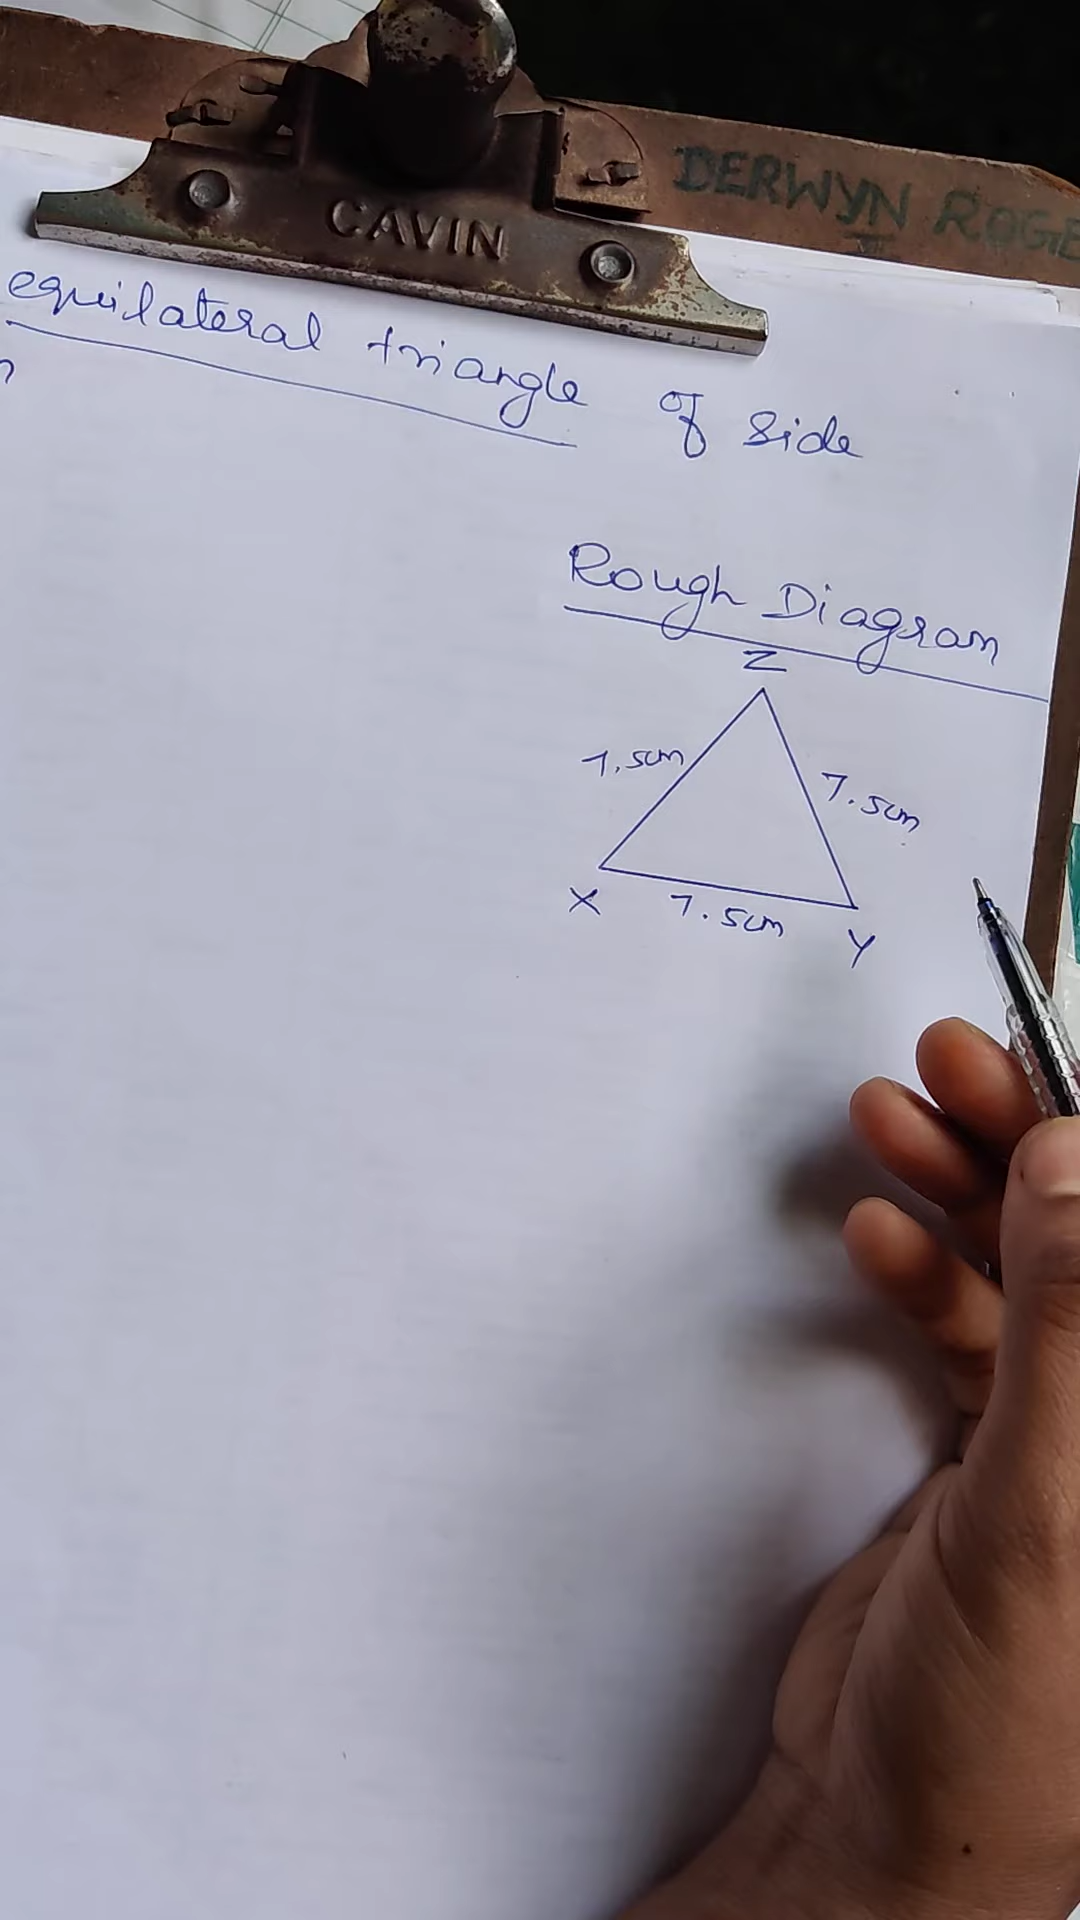 CAVIN
DERWYN ROGE
equilateral triangle of side
Rough Diagram
Z
7.5cm
7.5cm
X
7.5cm
Y